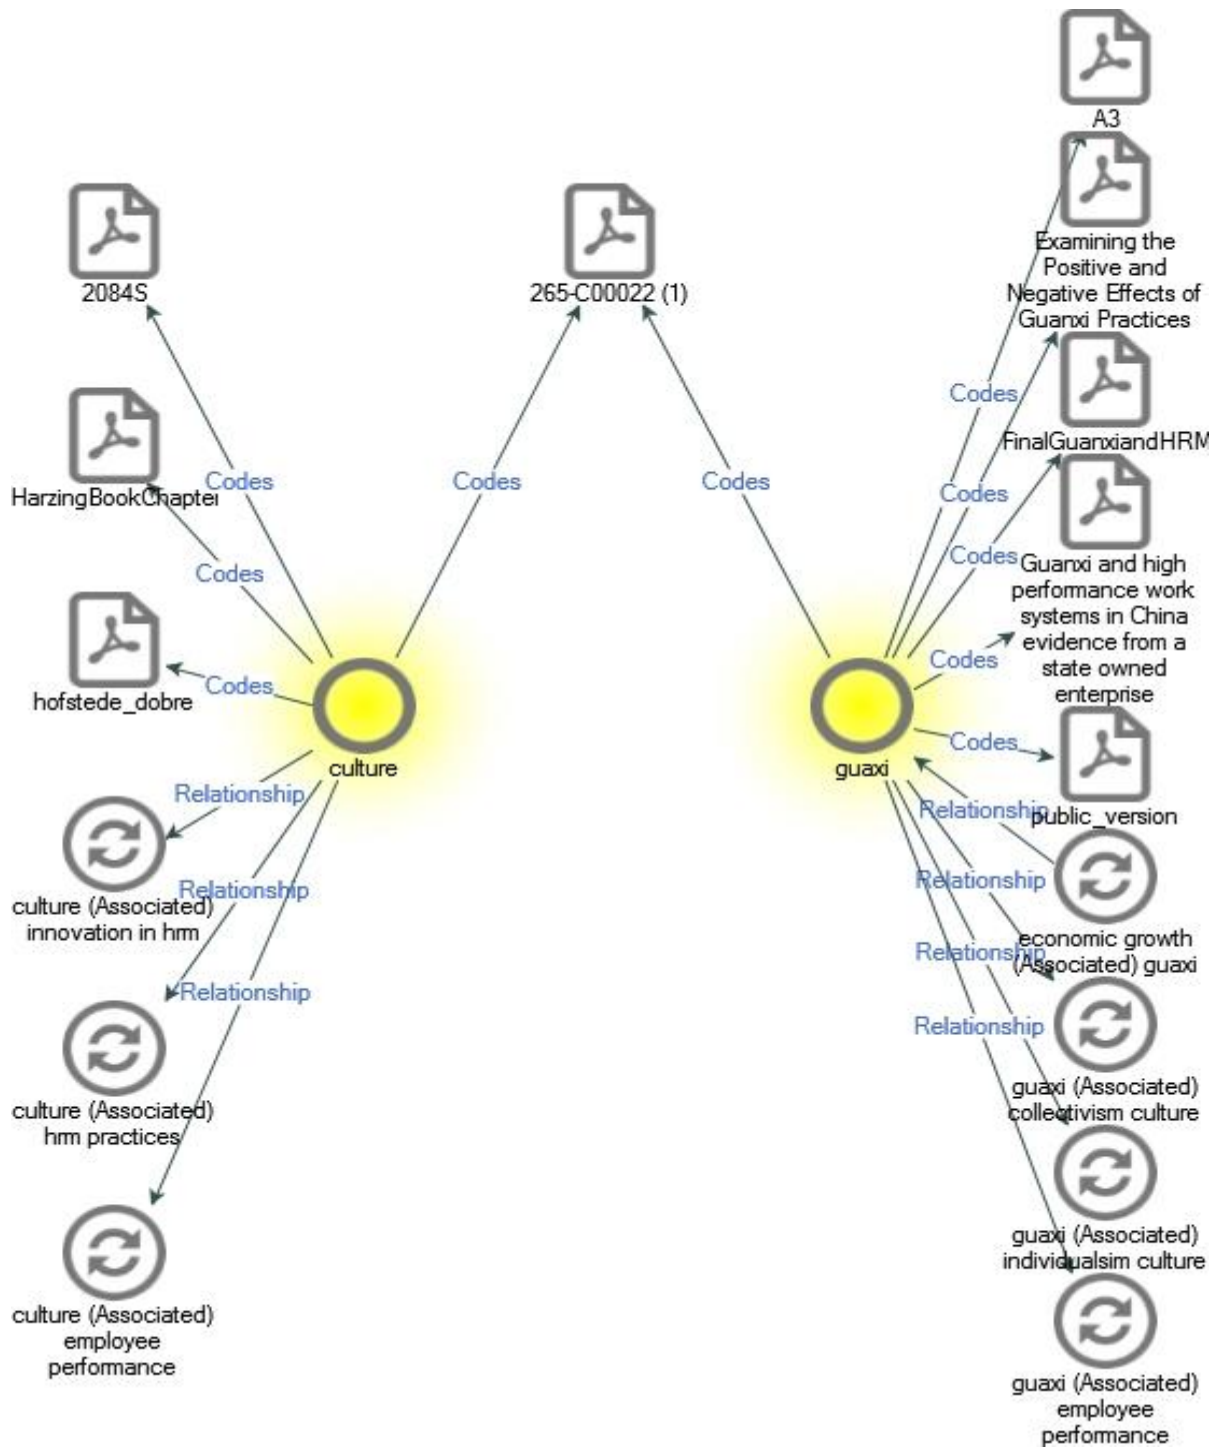 A3
2084S
265-C00022 (1)
Examining the
Positive and
Negative Effects of
Guanxi Practices
Codes
FinalGuanxiandHRM
HarzingBookChapter
Codes
Codes
Codes
Codes
Codes
Codes
Guanxi and high
performance work
systems in China
evidence from a
state owned
enterprise
Codes
hofstede_dobre
Codes
Codes
culture
guaxi
Relationship
Relationship
public_version
culture (Associated)
innovation in hrm
Relationship
Relationship
economic growth
(Associated) guaxi
Relationship
Relationship
Relationship
guaxi (Associated)
collectivism culture
culture (Associated)
hrm practices
guaxi (Associated)
individualsim culture
culture (Associated)
employee
performance
guaxi (Associated)
employee
performance